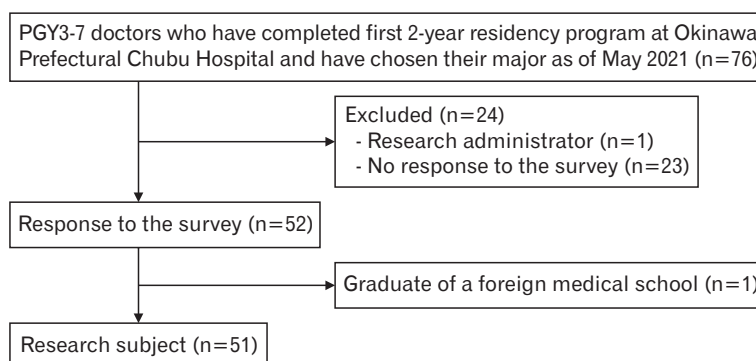 PGY3-7 doctors who have completed first 2-year residency program at Okinawa
Prefectural Chubu Hospital and have chosen their major as of May 2021 (n=76)
Excluded (n=24)
- Research administrator (n=1)
- No response to the survey (n=23)
Response to the survey (n=52)
Graduate of a foreign medical school (n=1)
Research subject (n=51)